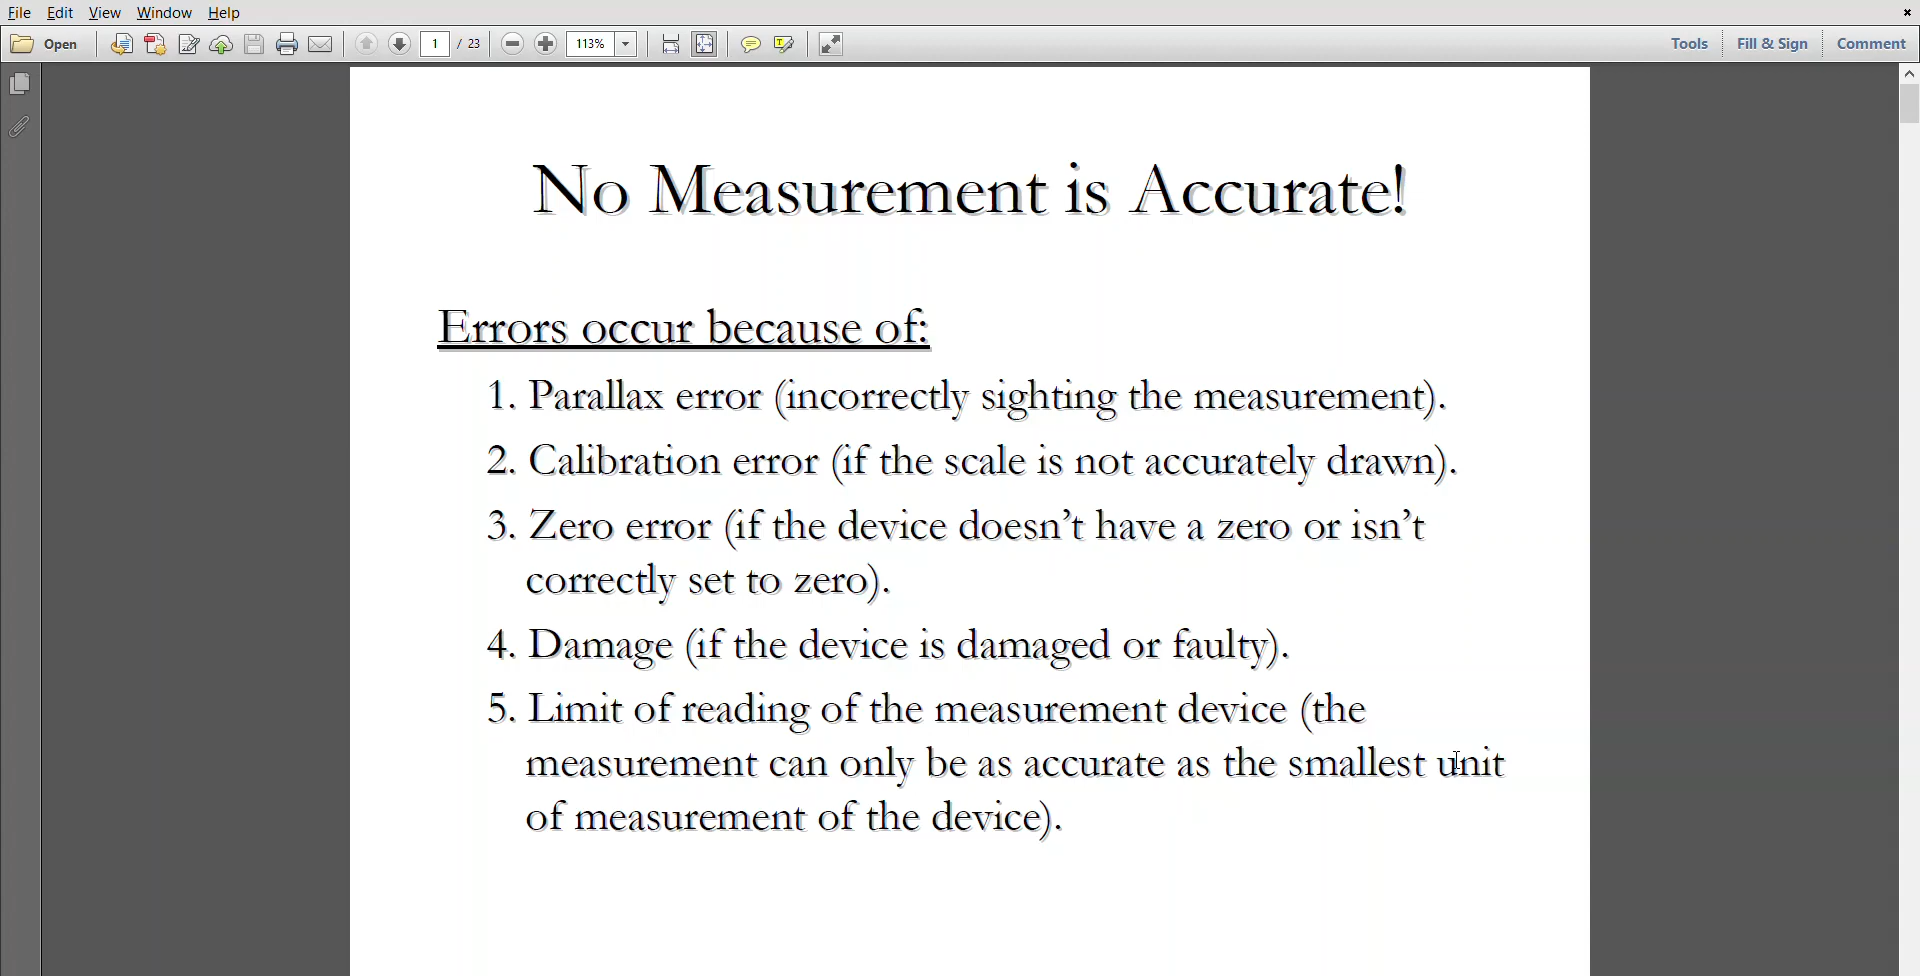 File Edit View Window Help
Open 1 / 23 113% Tools Fill & Sign Comment
No Measurement is Accurate!
Errors occur because of:
1. Parallax error (incorrectly sighting the measurement).
2. Calibration error (if the scale is not accurately drawn).
3. Zero error (if the device doesn’t have a zero or isn’t
correctly set to zero).
4. Damage (if the device is damaged or faulty).
5. Limit of reading of the measurement device (the
measurement can only be as accurate as the smallest unit
of measurement of the device).